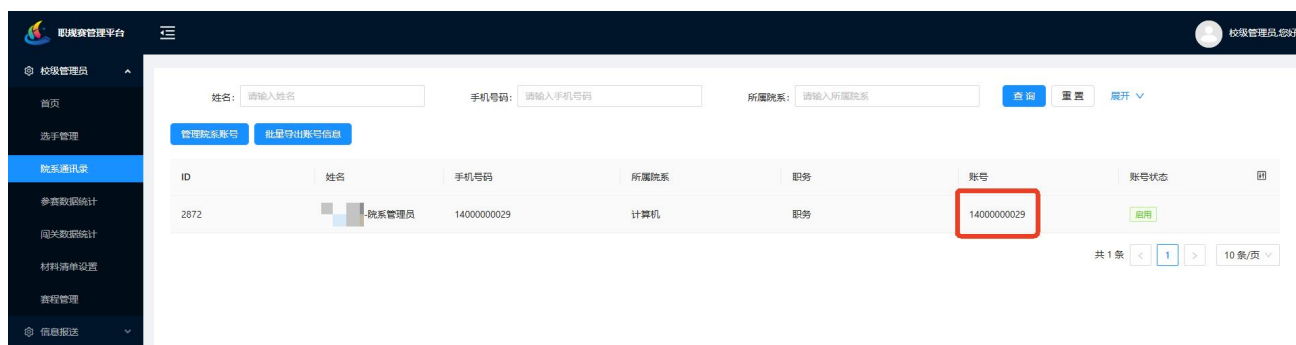 职规赛管理平台
校级管理员,您好
校级管理员
首页
选手管理
院系通讯录
参赛数据统计
闯关数据统计
材料清单设置
赛程管理
信息报送
姓名: 请输入姓名 手机号码: 请输入手机号码 所属院系: 请输入所属院系 查询 重置 展开
管理院系账号 批量导出账号信息
ID 姓名 手机号码 所属院系 职务 账号 账号状态
2872 -院系管理员 14000000029 计算机 职务 14000000029 启用
共1条 < 1 > 10条/页